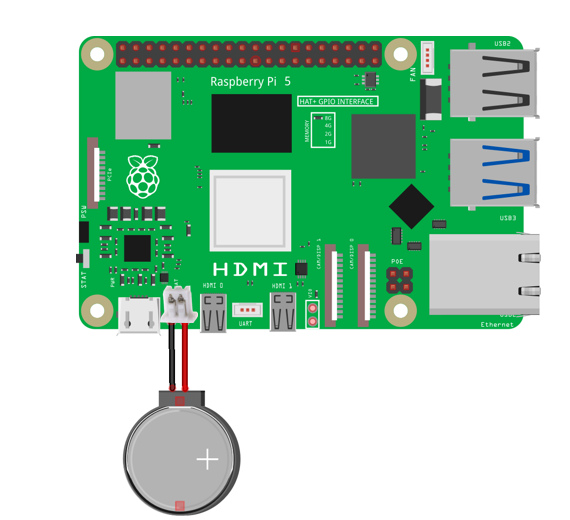 USB2
FAN
Raspberry Pi 5
HAT+ GPIO INTERFACE
MEMORY
8G
4G
2G
1G
PCIe
PSW
USB3
HDMI
CAM/DISP 1
CAM/DISP 0
POE
STAT
PWR
HDMI 0
HDMI 1
UART
Ethernet
+